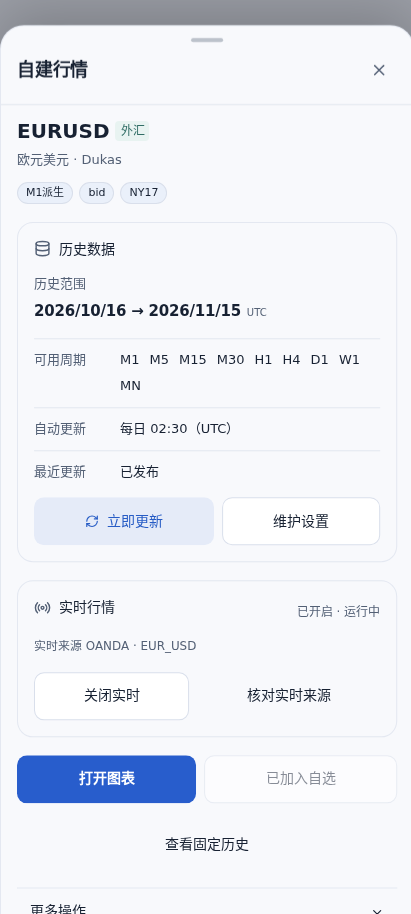 自建行情
EURUSD 外汇
欧元美元 · Dukas
M1派生 bid NY17
历史数据
历史范围
2026/10/16 → 2026/11/15 UTC
可用周期 M1 M5 M15 M30 H1 H4 D1 W1
MN
自动更新 每日 02:30（UTC）
最近更新 已发布
立即更新 维护设置
实时行情 已开启 · 运行中
实时来源 OANDA · EUR_USD
关闭实时 核对实时来源
打开图表 已加入自选
查看固定历史
更多操作